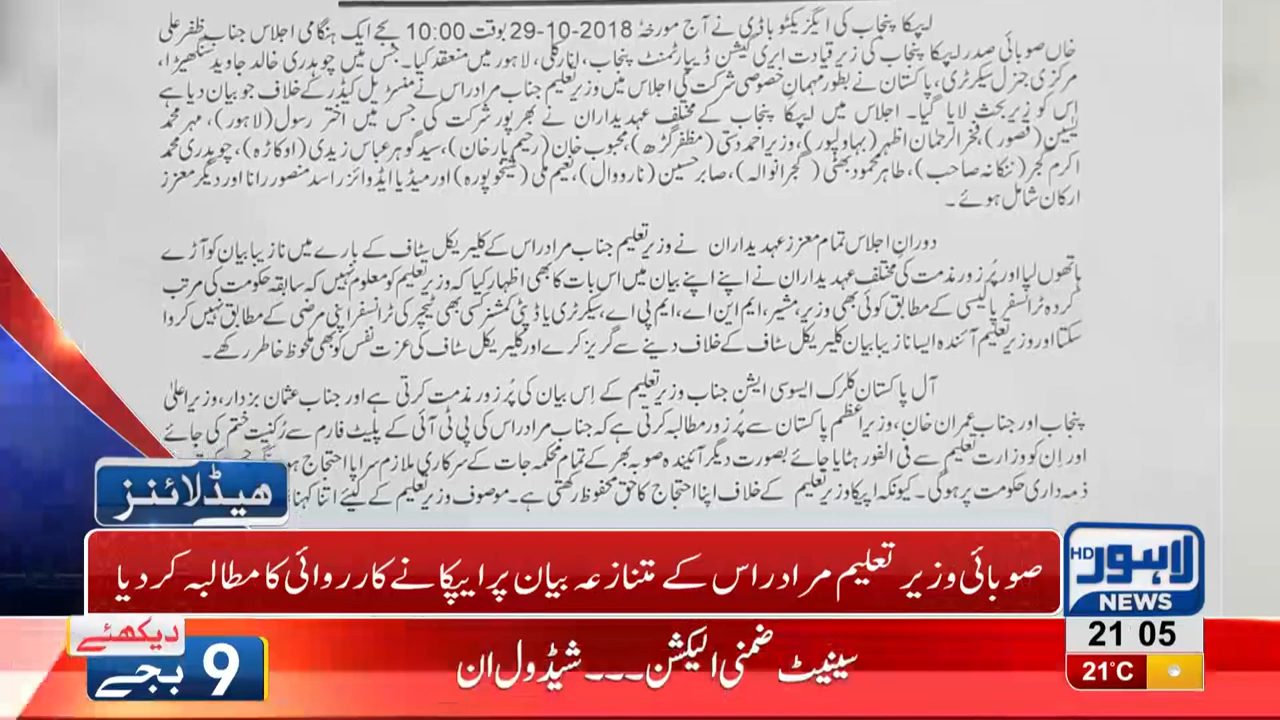 ایپکا پنجاب کی ایگزیکٹو باڈی نے آج مورخہ 29-10-2018 بوقت 10:00 بجے ایک ہنگامی اجلاس جناب ظفر علی
خاں صوبائی صدر ایپکا پنجاب کی زیر قیادت ایری گیشن ڈیپارٹمنٹ پنجاب، انارکلی، لاہور میں منعقد کیا۔ جس میں چوہدری خالد جاوید سنگھیڑا،
مرکزی جنرل سیکرٹری، پاکستان نے بطور مہمان خصوصی شرکت کی اجلاس میں وزیر تعلیم جناب مراد راس نے منسٹریل کیڈر کے خلاف جو بیان دیا ہے
اس کو زیر بحث لایا گیا۔ اجلاس میں ایپکا پنجاب کے مختلف عہدیداران نے بھرپور شرکت کی جس میں اختر رسول (لاہور)، مہر محمد
یٰسین (قصور)، فخرالرحمان اظہر (بہاولپور)، وزیر احمد دستی (مظفر گڑھ)، محبوب خان (رحیم یار خان)، سید گوہر عباس زیدی (اوکاڑہ)، چوہدری محمد
اکرم گجر (ننکانہ صاحب)، طاہر محمود بھٹی (گجرانوالہ)، صابر حسین (نارووال)، نعیم ملی (شیخوپورہ) اور میڈیا ایڈوائزر اسد منصور رانا اور دیگر معزز
ارکان شامل ہوئے۔
دوران اجلاس تمام معزز عہدیداران نے وزیر تعلیم جناب مراد راس کے کلیریکل سٹاف کے بارے میں نازیبا بیان کو آڑے
ہاتھوں لیا اور پُر زور مذمت کی مختلف عہدیداران نے اپنے اپنے بیان میں اس بات کا بھی اظہار کیا کہ وزیر تعلیم کو معلوم نہیں کہ سابقہ حکومت کی مرتب
کردہ ٹرانسفر پالیسی کے مطابق کوئی بھی وزیر، مشیر، ایم این اے، ایم پی اے، سیکرٹری یا ڈپٹی کمشنر کسی بھی ٹیچر کی ٹرانسفر اپنی مرضی کے مطابق نہیں کروا
سکتا اور وزیر تعلیم آئندہ ایسا نازیبا بیان کلیریکل سٹاف کے خلاف دینے سے گریز کرے اور کلیریکل سٹاف کی عزت نفس کو بھی ملحوظ خاطر رکھے۔
آل پاکستان کلرک ایسوسی ایشن جناب وزیر تعلیم کے اِس بیان کی پُر زور مذمت کرتی ہے اور جناب عثمان بزدار، وزیر اعلیٰ
پنجاب اور جناب عمران خان، وزیراعظم پاکستان سے پُر زور مطالبہ کرتی ہے کہ جناب مراد راس کی پی ٹی آئی کے پلیٹ فارم سے رُکنیت ختم کی جائے
اور اِن کو وزارت تعلیم سے فی الفور ہٹایا جائے بصورت دیگر آئیندہ صوبہ بھر کے تمام محکمہ جات کے سرکاری ملازم سراپا احتجاج
ذمہ داری حکومت پر ہوگی۔ کیونکہ ایپکا وزیر تعلیم کے خلاف اپنا احتجاج کا حق محفوظ رکھتی ہے۔ موصوف وزیر تعلیم کے لیئے اتنا کہنا
ہیڈلائنز
صوبائی وزیر تعلیم مراد راس کے متنازعہ بیان پر ایپکا نے کارروائی کا مطالبہ کر دیا
لاہور HD
NEWS
21 05
21°C
دیکھئے
9 بجے
سینیٹ ضمنی الیکشن۔۔۔ شیڈول ان